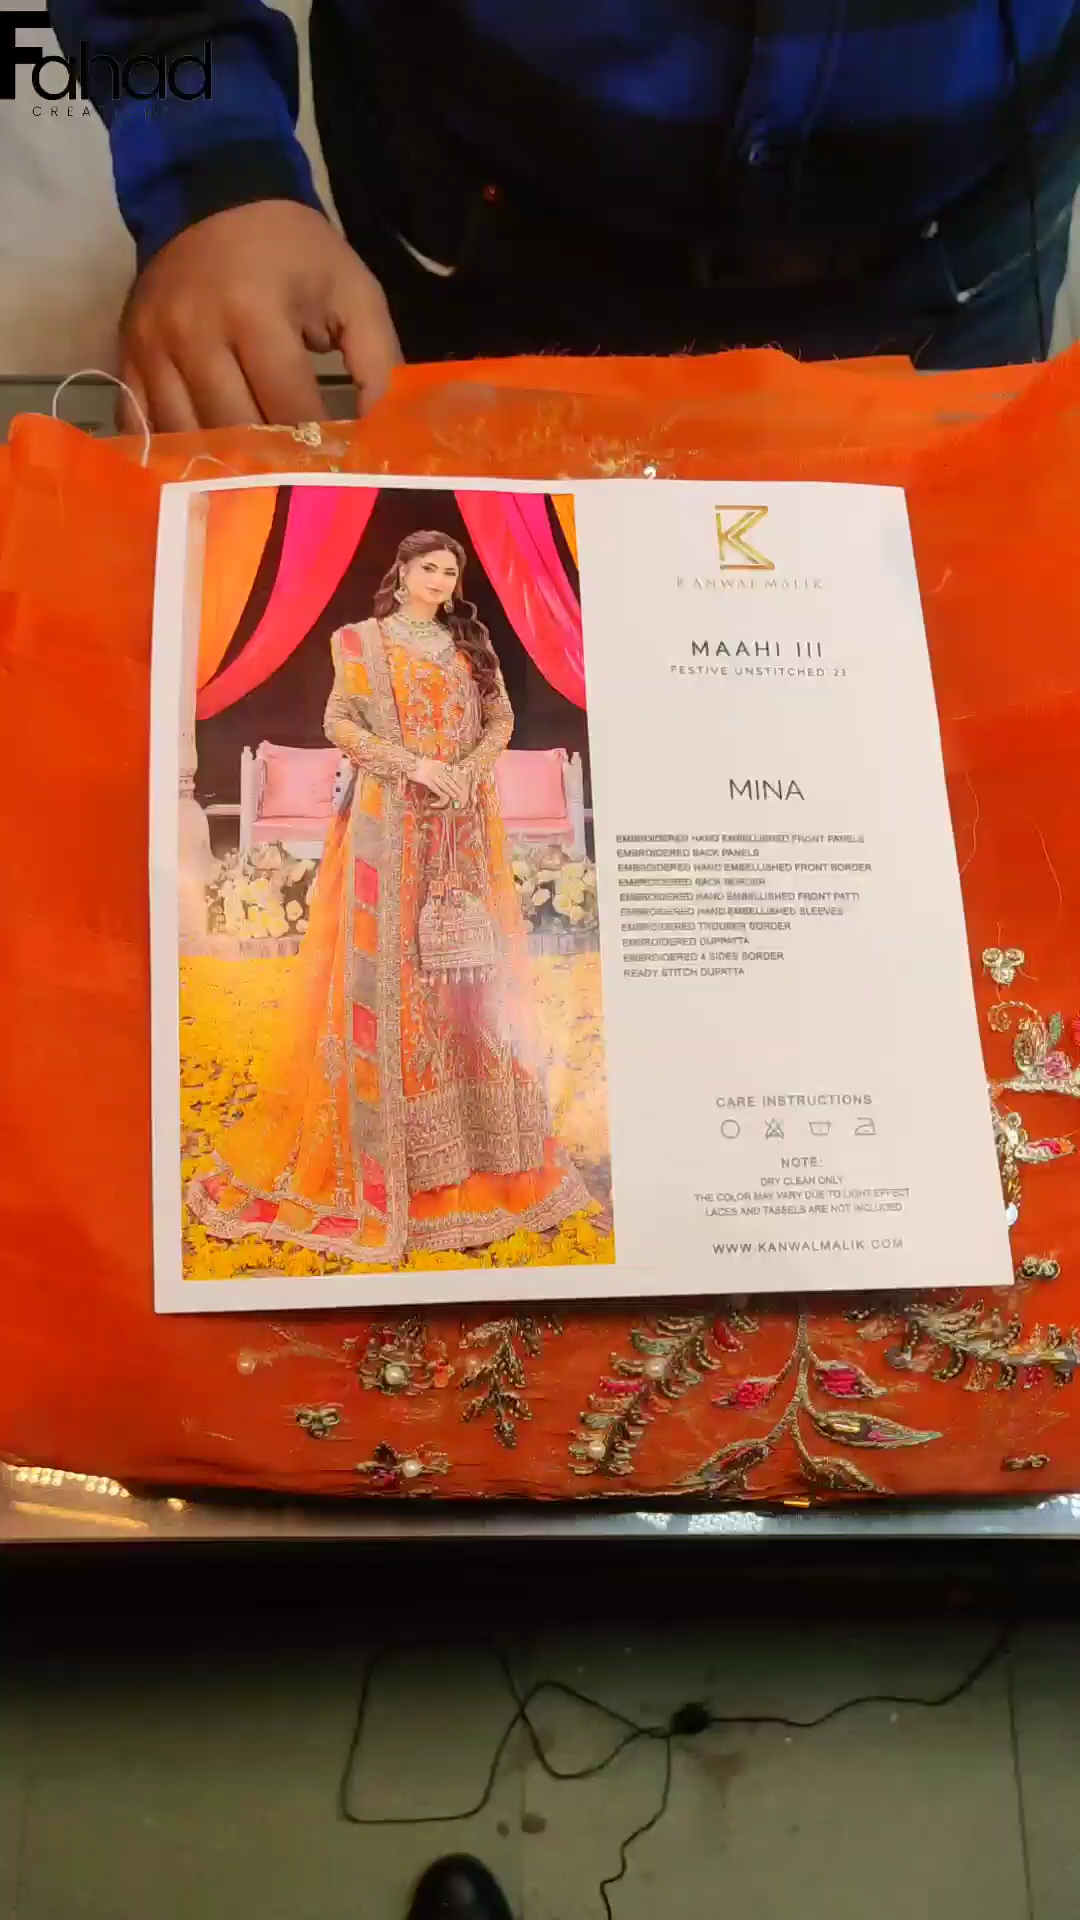 Fahad
CREATIONS
KANWAL MALIK
MAAHI III
FESTIVE UNSTITCHED'23
MINA
EMBROIDERED HAND EMBELLISHED FRONT PANELS
EMBROIDERED BACK PANELS
EMBROIDERED HAND EMBELLISHED FRONT BORDER
EMBROIDERED BACK BORDER
EMBROIDERED HAND EMBELLISHED FRONT PATTI
EMBROIDERED HAND EMBELLISHED SLEEVES
EMBROIDERED TROUSER BORDER
EMBROIDERED DUPPATTA
EMBROIDERED 4 SIDES BORDER
READY STITCH DUPATTA
CARE INSTRUCTIONS
NOTE:
DRY CLEAN ONLY
THE COLOR MAY VARY DUE TO LIGHT EFFECT
LACES AND TASSELS ARE NOT INCLUDED
WWW.KANWALMALIK.COM